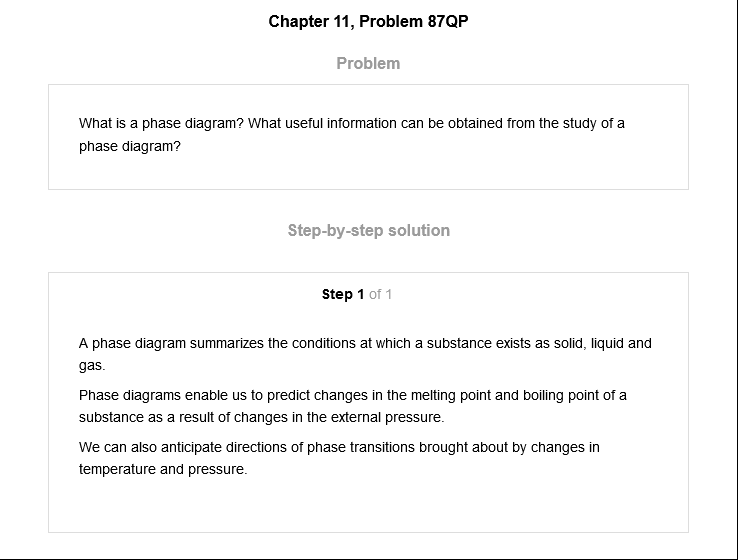 Chapter 11, Problem 87QP
Problem
What is a phase diagram? What useful information can be obtained from the study of a
phase diagram?
Step-by-step solution
Step 1 of 1
A phase diagram summarizes the conditions at which a substance exists as solid, liquid and
gas.
Phase diagrams enable us to predict changes in the melting point and boiling point of a
substance as a result of changes in the external pressure.
We can also anticipate directions of phase transitions brought about by changes in
temperature and pressure.